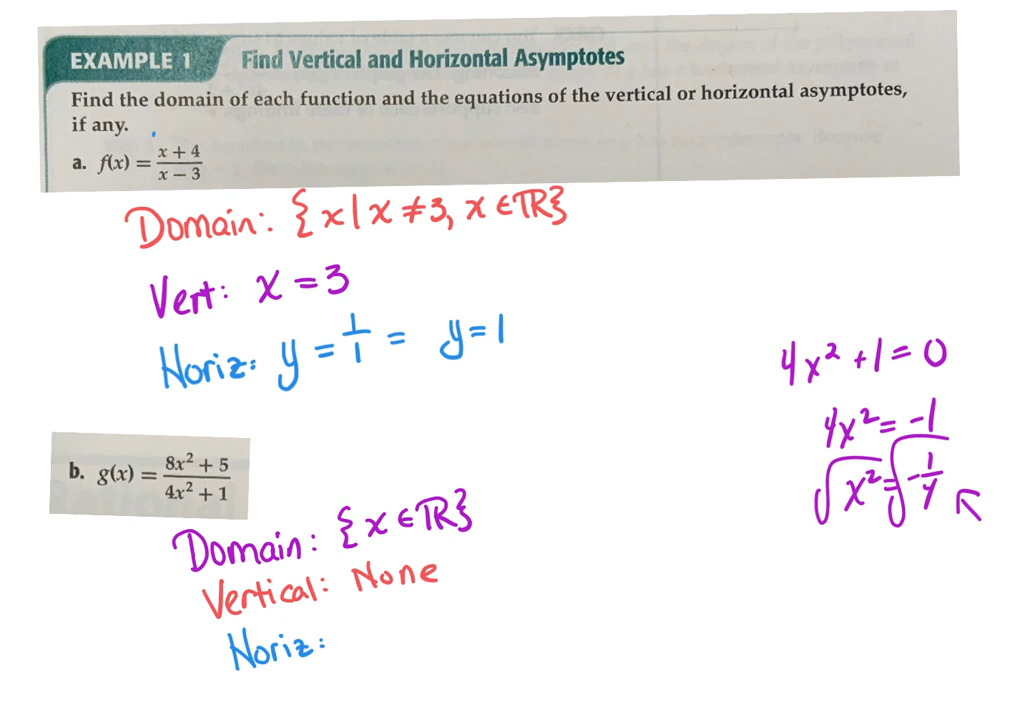 EXAMPLE 1 Find Vertical and Horizontal Asymptotes
Find the domain of each function and the equations of the vertical or horizontal asymptotes,
if any.
a. f(x) = (x + 4)/(x − 3)
Domain: {x | x ≠ 3, x ∈ ℝ}
Vert: x = 3
Horiz: y = 1/1 = y = 1
4x² + 1 = 0
4x² = -1
√x² = √-1/4
b. g(x) = (8x² + 5)/(4x² + 1)
Domain: {x ∈ ℝ}
Vertical: None
Horiz: